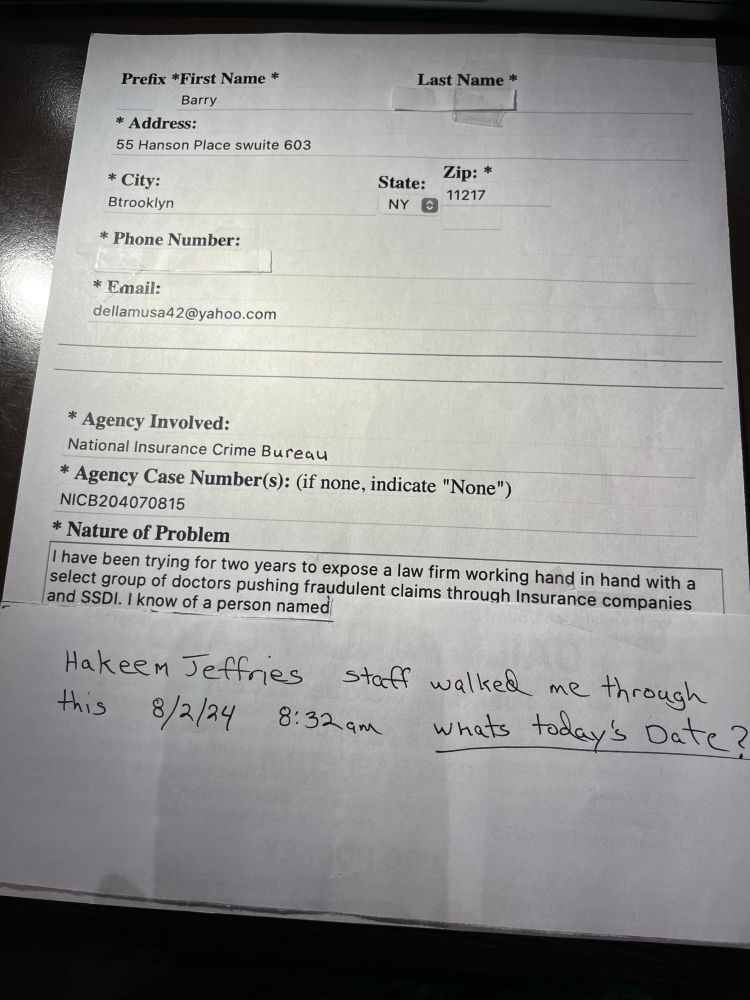 Prefix *First Name * Last Name *
Barry
* Address:
55 Hanson Place swuite 603
* City: State: Zip: *
Btrooklyn NY 11217
* Phone Number:
* Email:
dellamusa42@yahoo.com
* Agency Involved:
National Insurance Crime Bureau
* Agency Case Number(s): (if none, indicate "None")
NICB204070815
* Nature of Problem
I have been trying for two years to expose a law firm working hand in hand with a
select group of doctors pushing fraudulent claims through Insurance companies
and SSDI. I know of a person named
Hakeem Jeffries staff walked me through
this 8/2/24 8:32am whats today's Date?